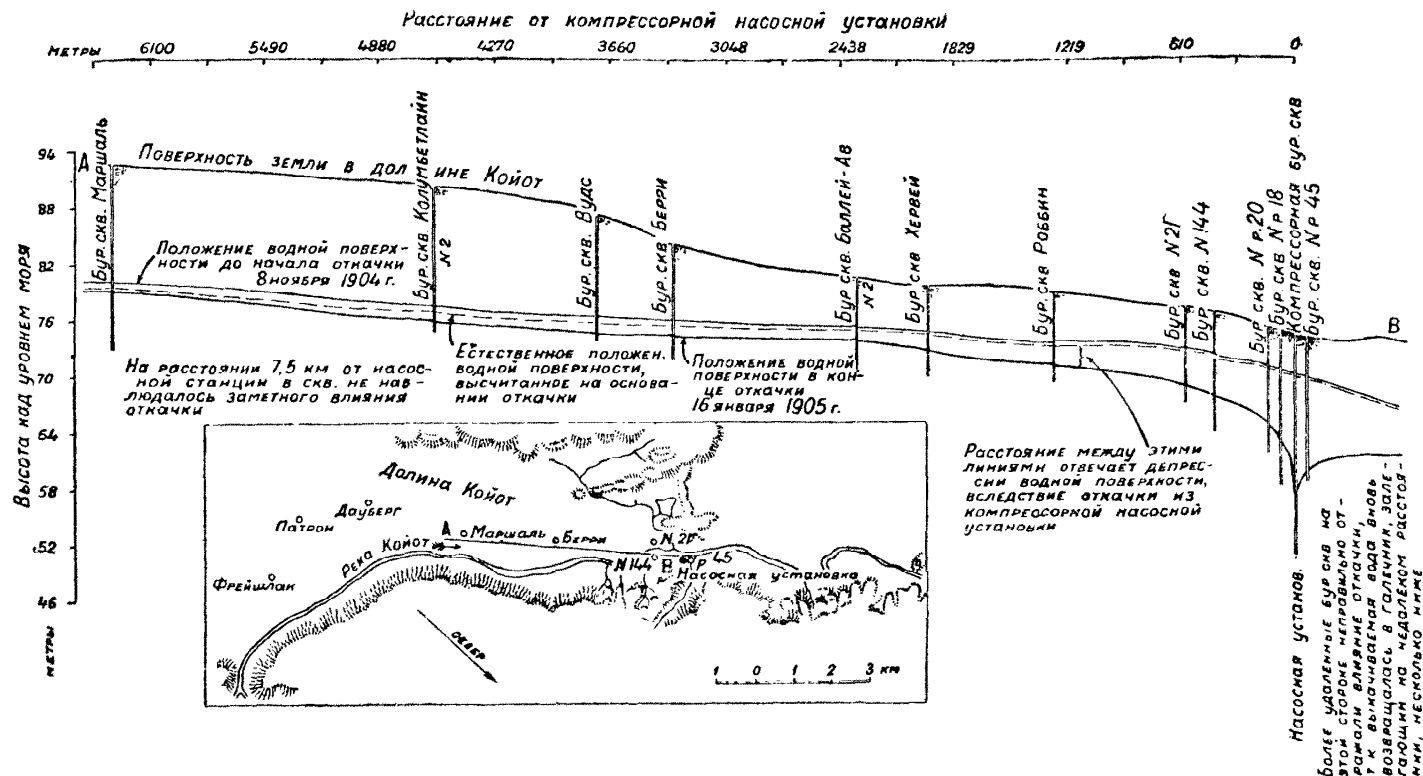 Расстояние от компрессорной насосной установки
метры 6100 5490 4880 4270 3660 3048 2438 1829 1219 610 0
Высота над уровнем моря
метры
94
88
82
76
70
64
58
52
46
А
В
Поверхность земли в долине Койот
Бур. скв. Маршаль
Бур. скв Колумбетлайн
N 2
Бур. скв. Вудс
Бур. скв Берри
Бур. скв Баллей-Ав
N 2
Бур. скв Хервей
Бур. скв Роббин
Бур. скв N 2Г
Бур. скв. N 144
Бур. скв. N р.20
Бур скв N р 18
Компрессорная бур. скв
Бур. скв. N р 45
Положение водной поверх-
ности до начала откачки
8 ноября 1904 г.
На расстоянии 7,5 км от насос-
ной станции в скв. не наб-
людалось заметного влияния
откачки
Естественное положен.
водной поверхности,
высчитанное на основа-
нии откачки
Положение водной
поверхности в кон-
це откачки
16 января 1905 г.
Расстояние между этими
линиями отвечает депрес-
сии водной поверхности,
вследствие откачки из
компрессорной насосной
установки
Насосная установ.
Более удаленные бур скв на
этой стороне неправильно от-
ражали влияние откачки,
т к выкачиваемая вода вновь
возвращалась в галечник, зале-
гающий на недалеком расстоя-
нии, несколько ниже
Долина Койот
Дауберг
Патрон
А
Маршаль
Берри
N 2Г
Река Койот
N 144
В
р 45
Насосная установка
Фрейшлак
север
1 0 1 2 3 км